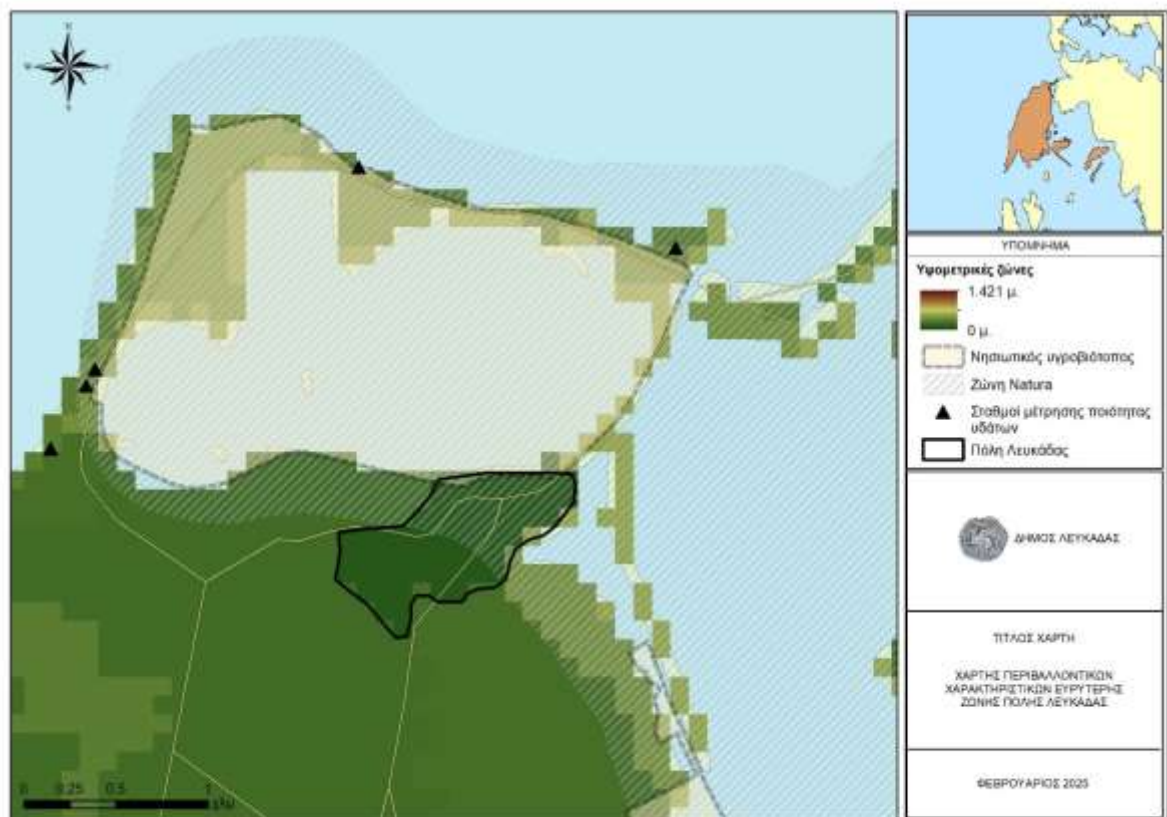 ΥΠΟΜΝΗΜΑ
Υψομετρικές ζώνες
1.421 μ.
0 μ.
Νησιωτικός υγροβιότοπος
Ζώνη Natura
Σταθμοί μέτρησης ποιότητας
υδάτων
Πόλη Λευκάδας
ΔΗΜΟΣ ΛΕΥΚΑΔΑΣ
ΤΙΤΛΟΣ ΧΑΡΤΗ
ΧΑΡΤΗΣ ΠΕΡΙΒΑΛΛΟΝΤΙΚΩΝ
ΧΑΡΑΚΤΗΡΙΣΤΙΚΩΝ ΕΥΡΥΤΕΡΗΣ
ΖΩΝΗΣ ΠΟΛΗΣ ΛΕΥΚΑΔΑΣ
ΦΕΒΡΟΥΑΡΙΟΣ 2025
0 0.25 0.5 1